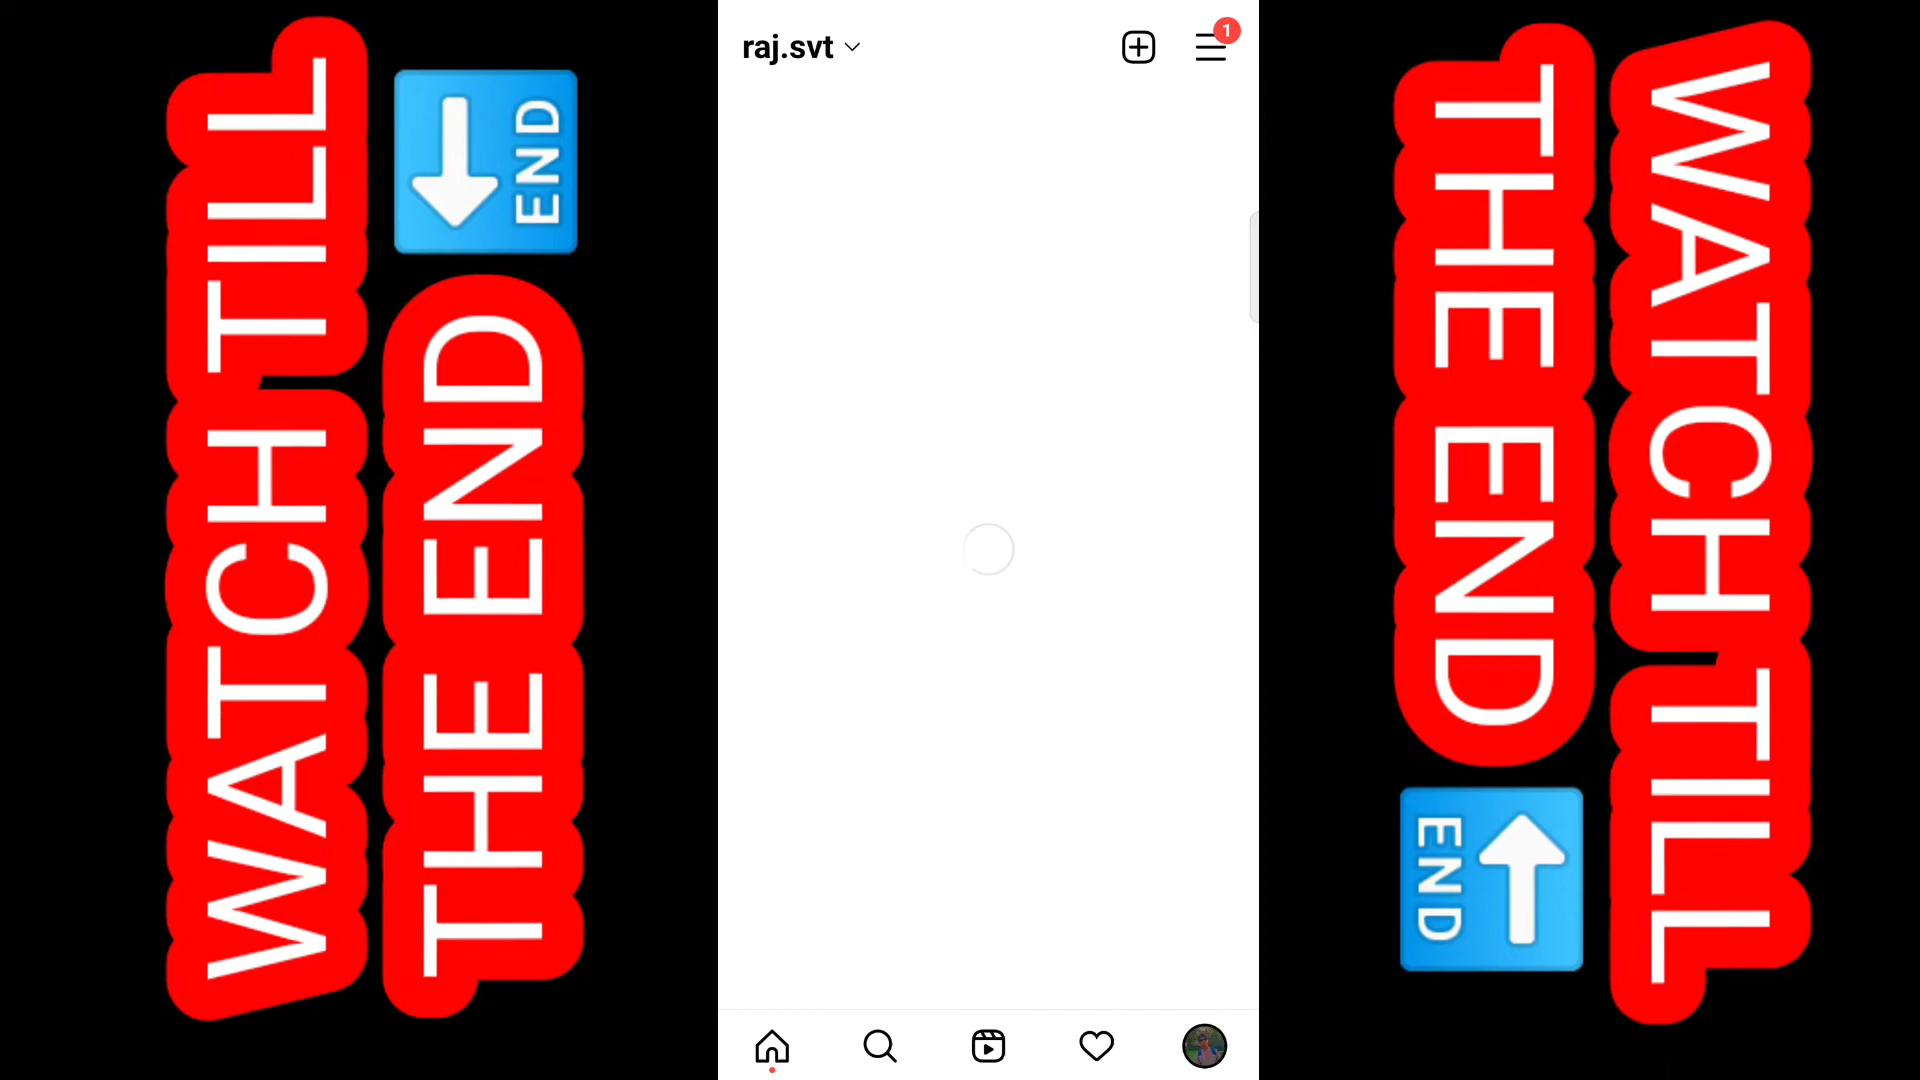 WATCH TILL
THE END
END
raj.svt
1
WATCH TILL
THE END
END